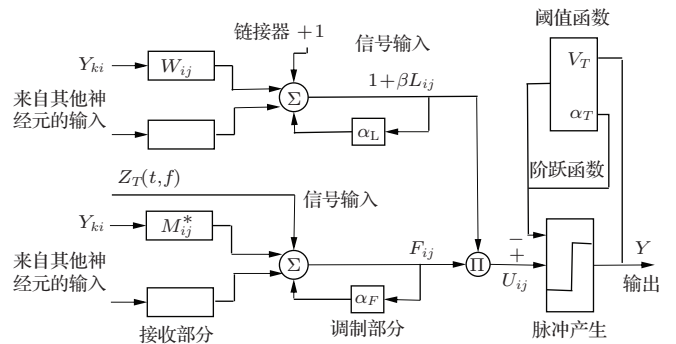 阈值函数
链接器 +1
信号输入
V_T
Y_{ki}
W_{ij}
Σ
1+βL_{ij}
来自其他神
经元的输入
α_T
α_L
阶跃函数
Z_T(t,f)
信号输入
Y_{ki}
M_{ij}^*
−
+
F_{ij}
Y
来自其他神
经元的输入
Σ
Π
U_{ij}
输出
α_F
接收部分
调制部分
脉冲产生